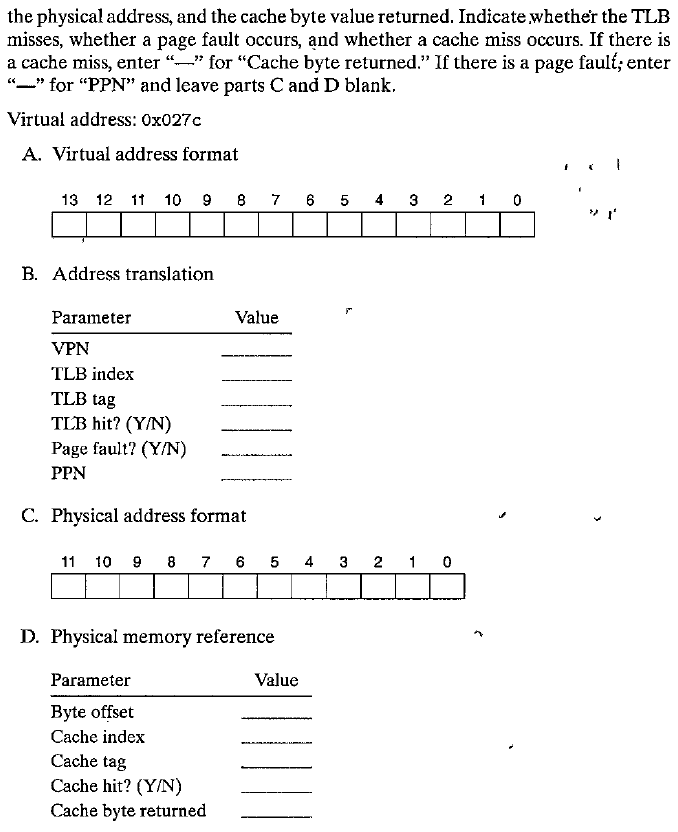 the physical address, and the cache byte value returned. Indicate whether the TLB
misses, whether a page fault occurs, and whether a cache miss occurs. If there is
a cache miss, enter “—” for “Cache byte returned.” If there is a page fault, enter
“—” for “PPN” and leave parts C and D blank.
Virtual address: 0x027c
A. Virtual address format
13 12 11 10 9 8 7 6 5 4 3 2 1 0
B. Address translation
Parameter Value
VPN
TLB index
TLB tag
TLB hit? (Y/N)
Page fault? (Y/N)
PPN
C. Physical address format
11 10 9 8 7 6 5 4 3 2 1 0
D. Physical memory reference
Parameter Value
Byte offset
Cache index
Cache tag
Cache hit? (Y/N)
Cache byte returned